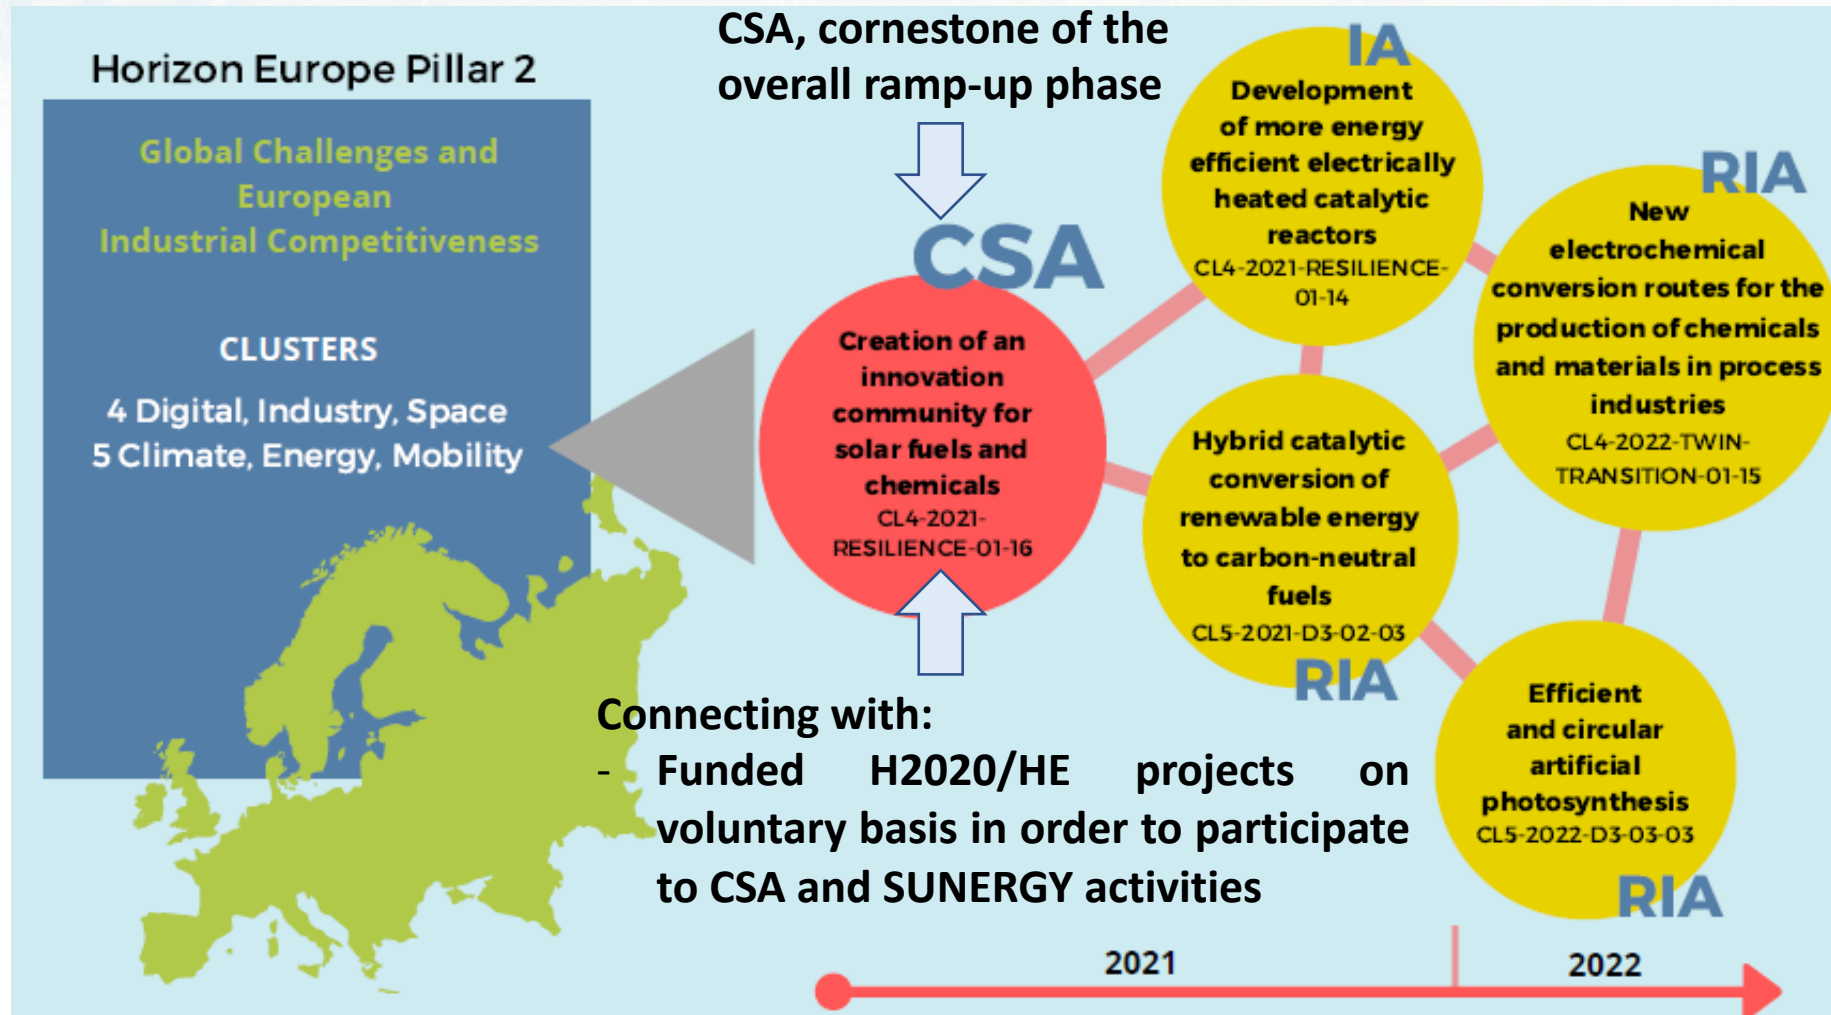 Horizon Europe Pillar 2
Global Challenges and
European
Industrial Competitiveness
CLUSTERS
4 Digital, Industry, Space
5 Climate, Energy, Mobility
CSA, cornestone of the
overall ramp-up phase
CSA
Creation of an
innovation
community for
solar fuels and
chemicals
CL4-2021-
RESILIENCE-01-16
Connecting with:
- Funded H2020/HE projects on
voluntary basis in order to participate
to CSA and SUNERGY activities
IA
Development
of more energy
efficient electrically
heated catalytic
reactors
CL4-2021-RESILIENCE-
01-14
RIA
New
electrochemical
conversion routes for the
production of chemicals
and materials in process
industries
CL4-2022-TWIN-
TRANSITION-01-15
Hybrid catalytic
conversion of
renewable energy
to carbon-neutral
fuels
CL5-2021-D3-02-03
RIA
Efficient
and circular
artificial
photosynthesis
CL5-2022-D3-03-03
RIA
2021
2022